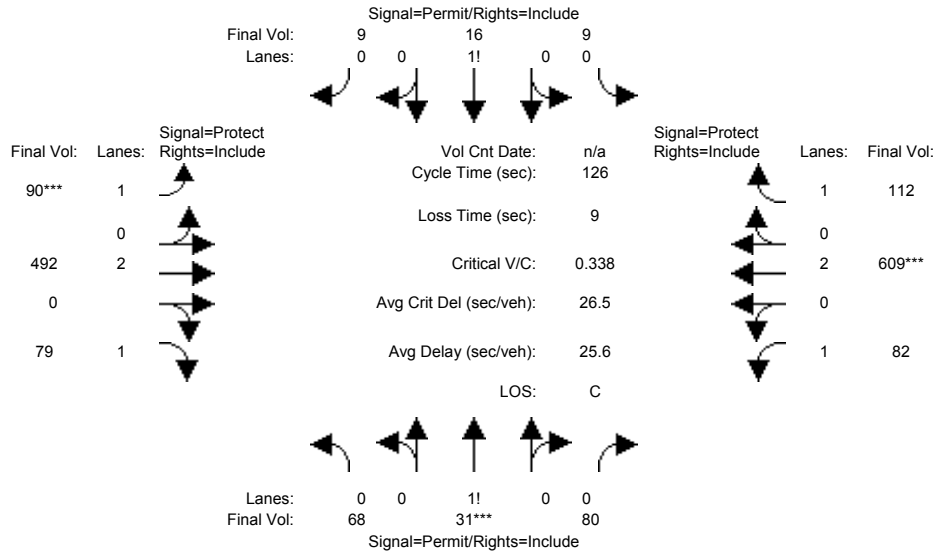 Signal=Permit/Rights=Include
Final Vol: 9 16 9
Lanes: 0 0 1! 0 0
Signal=Protect
Final Vol: Lanes: Rights=Include
Vol Cnt Date: n/a
Signal=Protect
Rights=Include Lanes: Final Vol:
Cycle Time (sec): 126
90*** 1
1 112
Loss Time (sec): 9
0
0
492 2
Critical V/C: 0.338
2 609***
0
Avg Crit Del (sec/veh): 26.5
0
79 1
Avg Delay (sec/veh): 25.6
1 82
LOS: C
Lanes: 0 0 1! 0 0
Final Vol: 68 31*** 80
Signal=Permit/Rights=Include